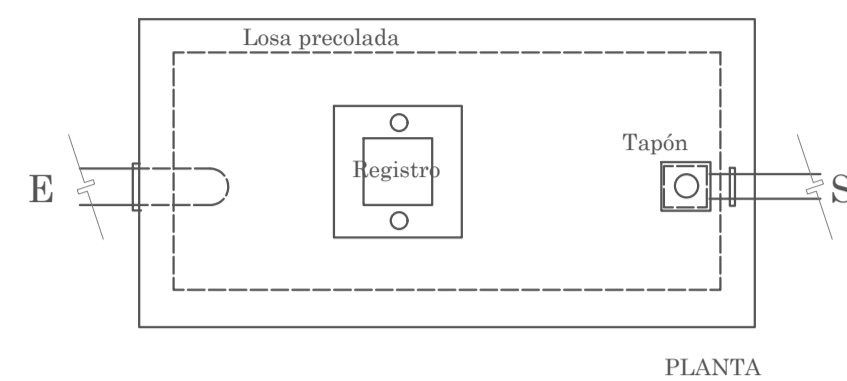 Losa precolada
Tapón
Registro
E
S
PLANTA